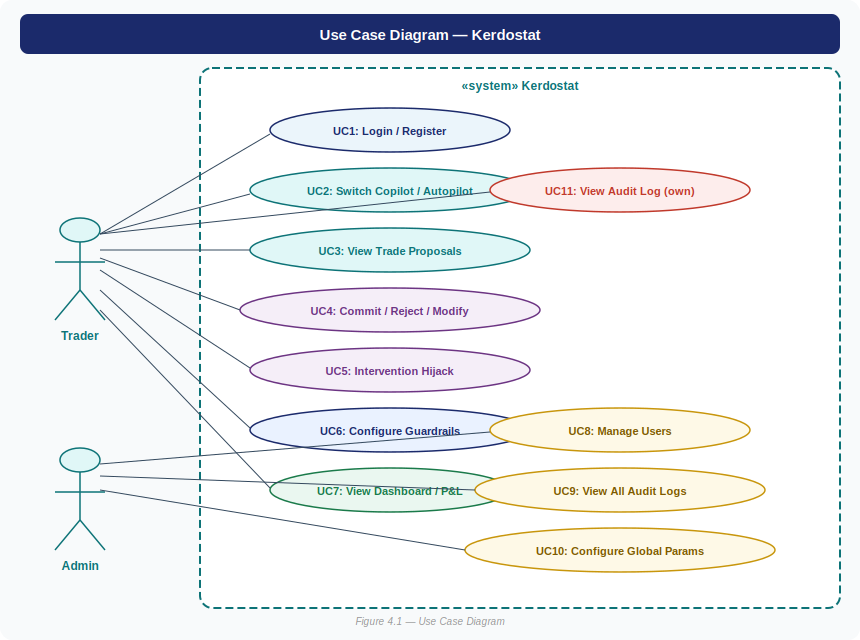 Use Case Diagram — Kerdostat
«system» Kerdostat
UC1: Login / Register
UC2: Switch Copilot / Autopilot
UC11: View Audit Log (own)
UC3: View Trade Proposals
UC4: Commit / Reject / Modify
Trader
UC5: Intervention Hijack
UC6: Configure Guardrails
UC8: Manage Users
UC7: View Dashboard / P&L
UC9: View All Audit Logs
UC10: Configure Global Params
Admin
Figure 4.1 — Use Case Diagram